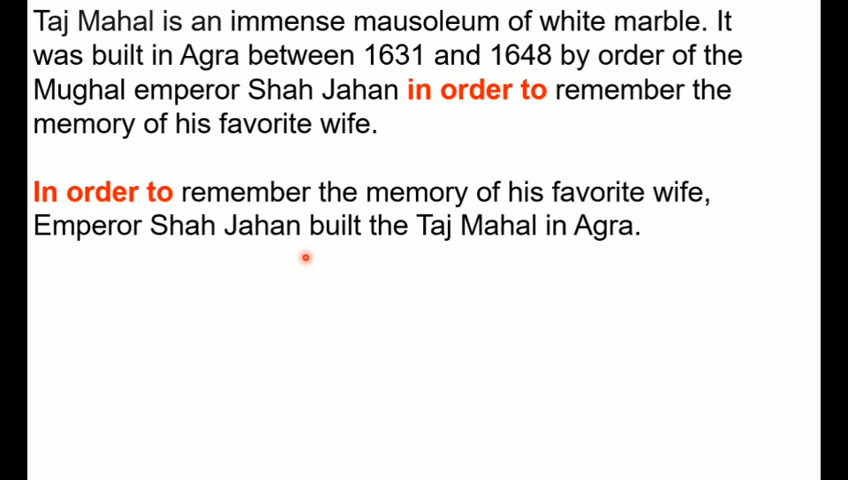 Taj Mahal is an immense mausoleum of white marble. It
was built in Agra between 1631 and 1648 by order of the
Mughal emperor Shah Jahan in order to remember the
memory of his favorite wife.
In order to remember the memory of his favorite wife,
Emperor Shah Jahan built the Taj Mahal in Agra.